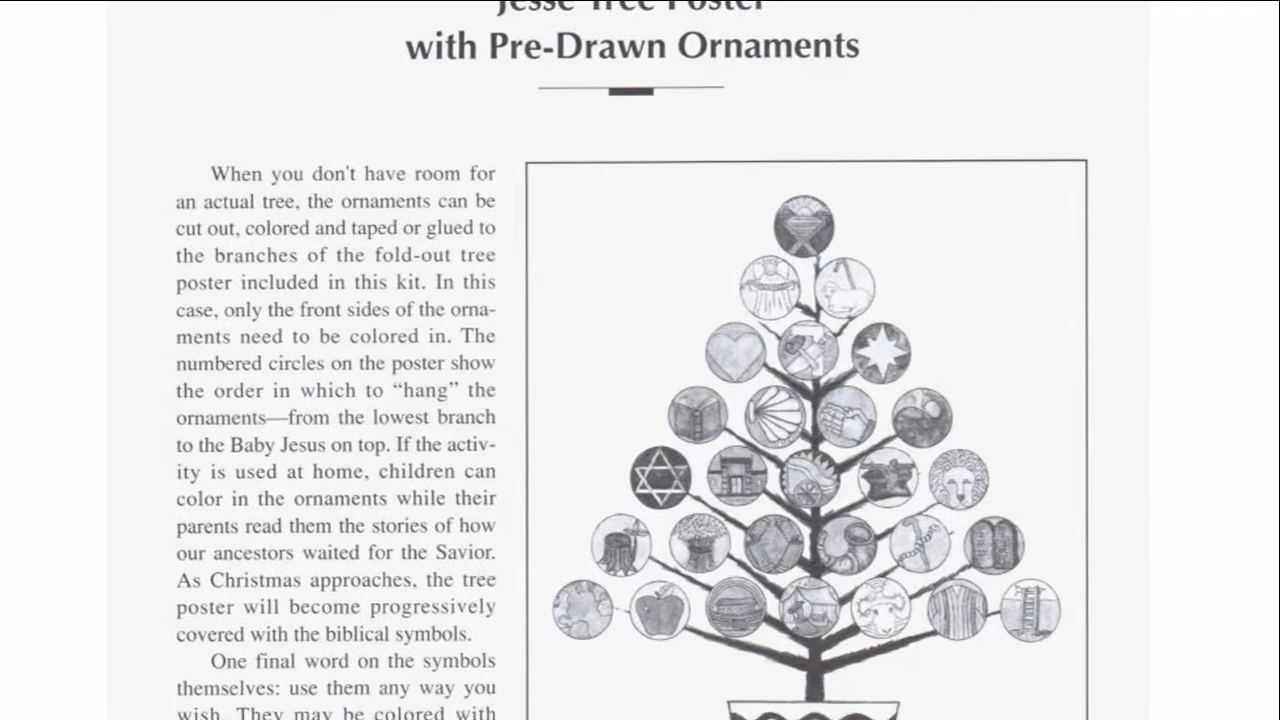 Jesse Tree Poster
with Pre-Drawn Ornaments
When you don't have room for
an actual tree, the ornaments can be
cut out, colored and taped or glued to
the branches of the fold-out tree
poster included in this kit. In this
case, only the front sides of the orna-
ments need to be colored in. The
numbered circles on the poster show
the order in which to “hang” the
ornaments—from the lowest branch
to the Baby Jesus on top. If the activ-
ity is used at home, children can
color in the ornaments while their
parents read them the stories of how
our ancestors waited for the Savior.
As Christmas approaches, the tree
poster will become progressively
covered with the biblical symbols.
One final word on the symbols
themselves: use them any way you
wish. They may be colored with